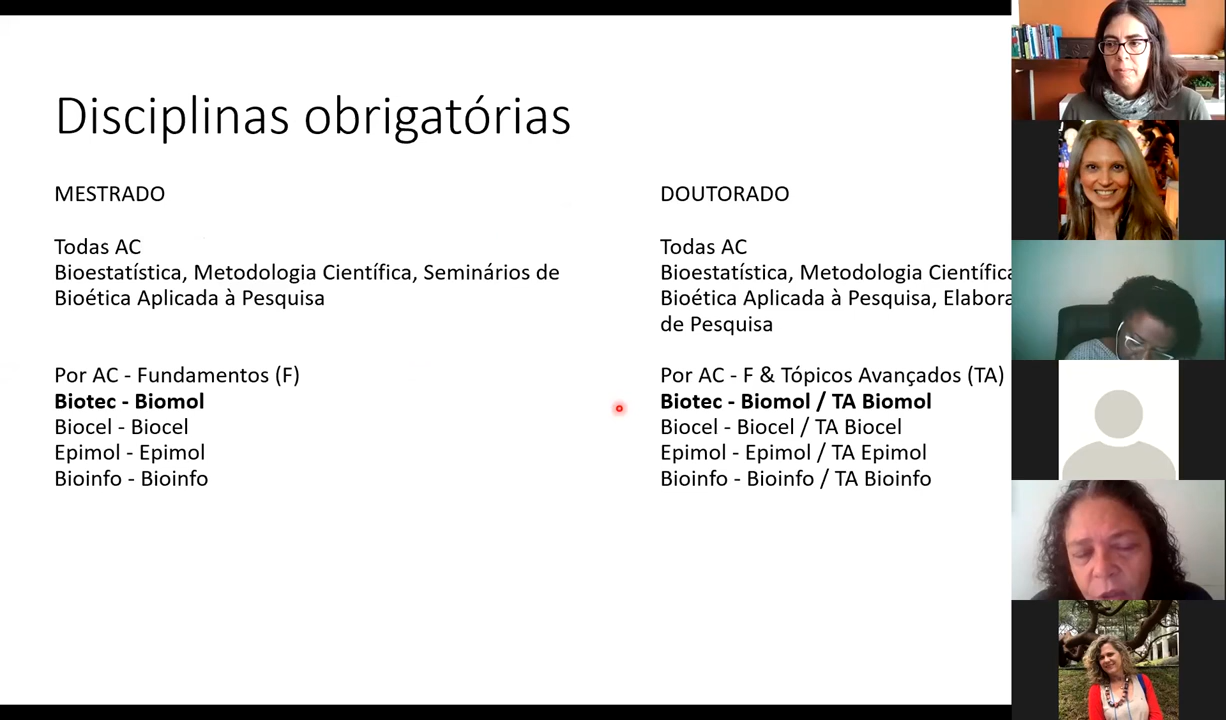 Disciplinas obrigatórias
MESTRADO
Todas AC
Bioestatística, Metodologia Científica, Seminários de
Bioética Aplicada à Pesquisa
Por AC - Fundamentos (F)
Biotec - Biomol
Biocel - Biocel
Epimol - Epimol
Bioinfo - Bioinfo
DOUTORADO
Todas AC
Bioestatística, Metodologia Científica
Bioética Aplicada à Pesquisa, Elabora
de Pesquisa
Por AC - F & Tópicos Avançados (TA)
Biotec - Biomol / TA Biomol
Biocel - Biocel / TA Biocel
Epimol - Epimol / TA Epimol
Bioinfo - Bioinfo / TA Bioinfo